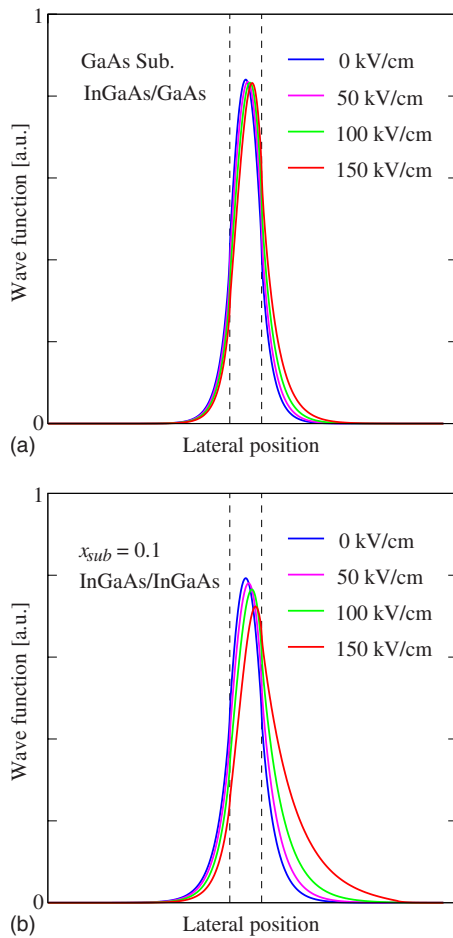 1
GaAs Sub.
InGaAs/GaAs
0 kV/cm
50 kV/cm
100 kV/cm
150 kV/cm
Wave function [a.u.]
0
(a)
Lateral position
1
x_sub = 0.1
InGaAs/InGaAs
0 kV/cm
50 kV/cm
100 kV/cm
150 kV/cm
Wave function [a.u.]
0
(b)
Lateral position